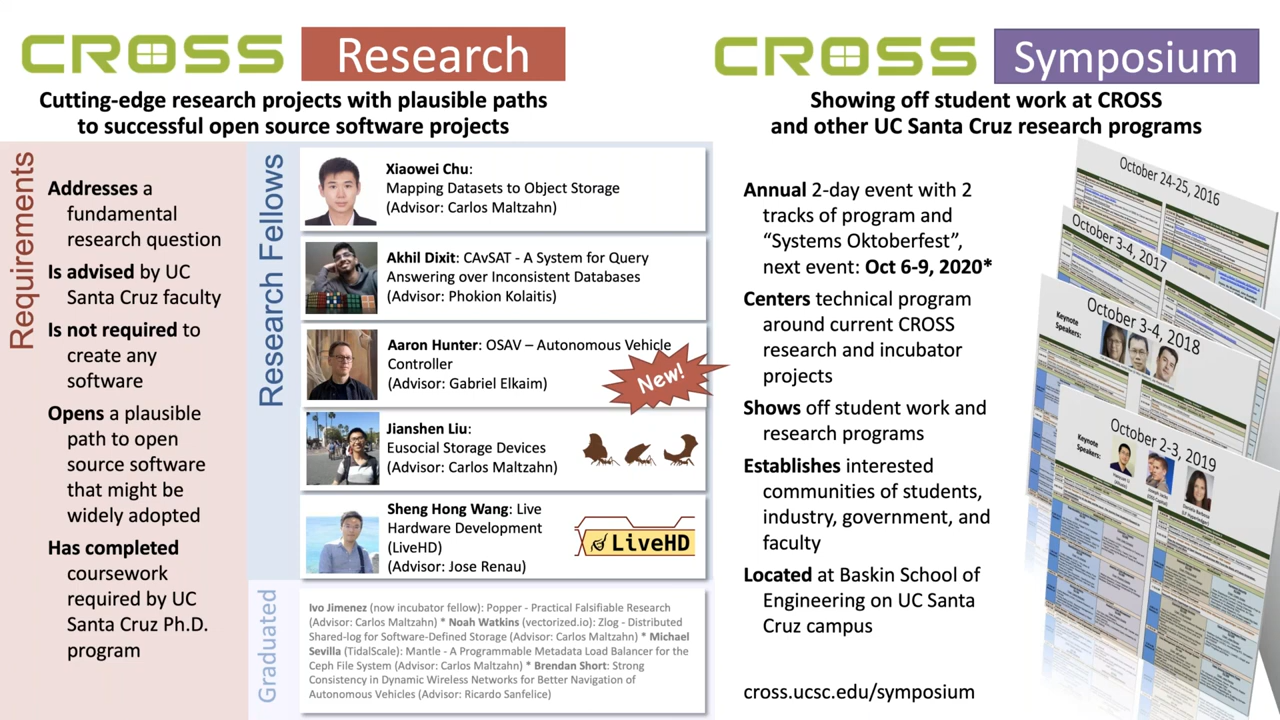 CROSS Research
Cutting-edge research projects with plausible paths
to successful open source software projects
Requirements
Addresses a
fundamental
research question
Is advised by UC
Santa Cruz faculty
Is not required to
create any
software
Opens a plausible
path to open
source software
that might be
widely adopted
Has completed
coursework
required by UC
Santa Cruz Ph.D.
program
Research Fellows
Xiaowei Chu:
Mapping Datasets to Object Storage
(Advisor: Carlos Maltzahn)
Akhil Dixit: CAvSAT - A System for Query
Answering over Inconsistent Databases
(Advisor: Phokion Kolaitis)
Aaron Hunter: OSAV – Autonomous Vehicle
Controller
(Advisor: Gabriel Elkaim)
New!
Jianshen Liu:
Eusocial Storage Devices
(Advisor: Carlos Maltzahn)
Sheng Hong Wang: Live
Hardware Development
(LiveHD)
(Advisor: Jose Renau)
LiveHD
Graduated
Ivo Jimenez (now incubator fellow): Popper - Practical Falsifiable Research
(Advisor: Carlos Maltzahn) * Noah Watkins (vectorized.io): Zlog - Distributed
Shared-log for Software-Defined Storage (Advisor: Carlos Maltzahn) * Michael
Sevilla (TidalScale): Mantle - A Programmable Metadata Load Balancer for the
Ceph File System (Advisor: Carlos Maltzahn) * Brendan Short: Strong
Consistency in Dynamic Wireless Networks for Better Navigation of
Autonomous Vehicles (Advisor: Ricardo Sanfelice)
CROSS Symposium
Showing off student work at CROSS
and other UC Santa Cruz research programs
Annual 2-day event with 2
tracks of program and
“Systems Oktoberfest”,
next event: Oct 6-9, 2020*
Centers technical program
around current CROSS
research and incubator
projects
Shows off student work and
research programs
Establishes interested
communities of students,
industry, government, and
faculty
Located at Baskin School of
Engineering on UC Santa
Cruz campus
cross.ucsc.edu/symposium
October 24-25, 2016
October 3-4, 2017
October 3-4, 2018
Keynote
Speakers:
October 2-3, 2019
Keynote
Speakers: